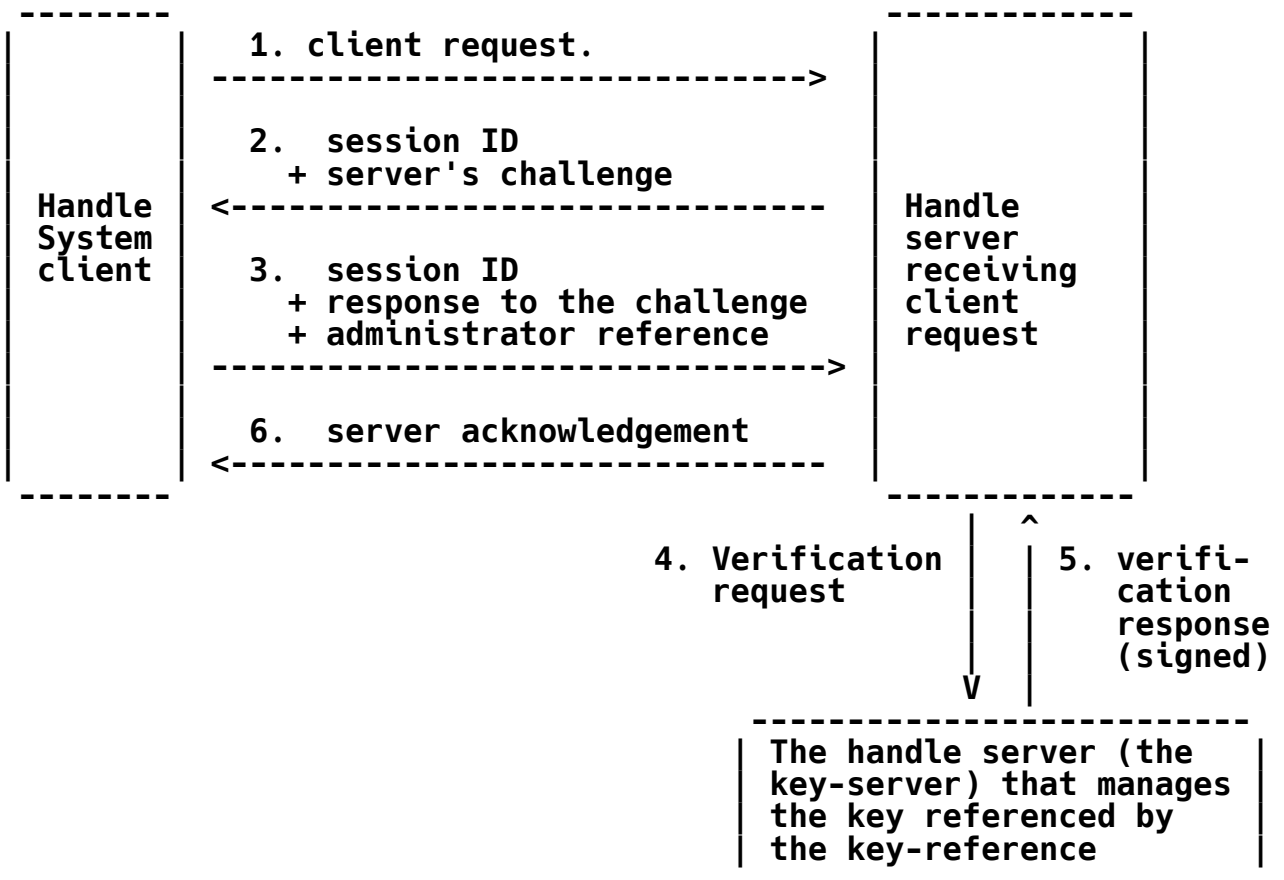 1. client request.
2. session ID
+ server's challenge
Handle
System
client
Handle
server
receiving
client
request
3. session ID
+ response to the challenge
+ administrator reference
6. server acknowledgement
4. Verification
request
5. verifi-
cation
response
(signed)
The handle server (the
key-server) that manages
the key referenced by
the key-reference